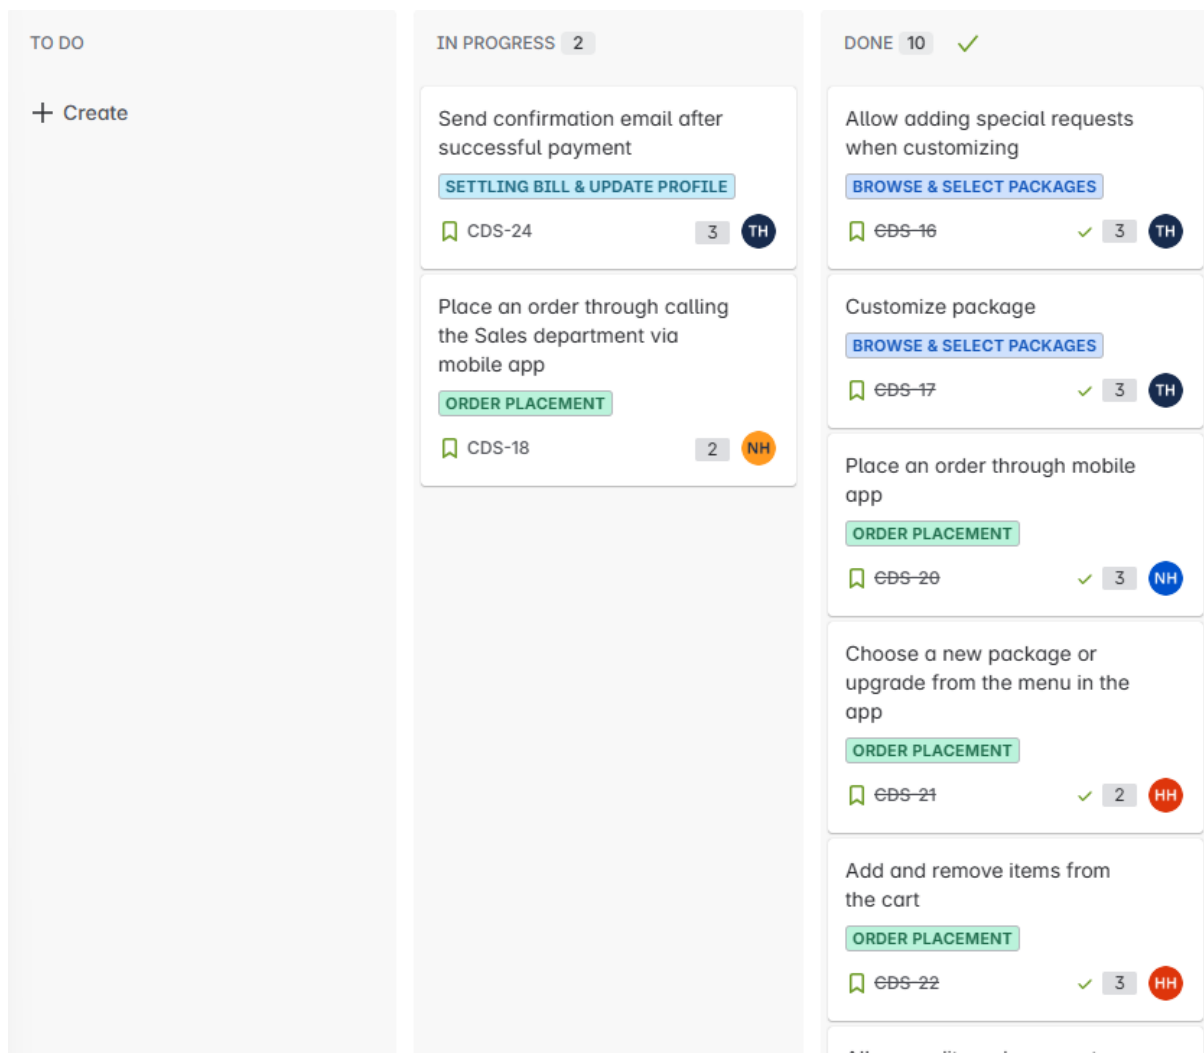 TO DO
Create
IN PROGRESS 2
Send confirmation email after
successful payment
SETTLING BILL & UPDATE PROFILE
CDS-24 3 TH
Place an order through calling
the Sales department via
mobile app
ORDER PLACEMENT
CDS-18 2 NH
DONE 10
Allow adding special requests
when customizing
BROWSE & SELECT PACKAGES
CDS-16 3 TH
Customize package
BROWSE & SELECT PACKAGES
CDS-17 3 TH
Place an order through mobile
app
ORDER PLACEMENT
CDS-20 3 NH
Choose a new package or
upgrade from the menu in the
app
ORDER PLACEMENT
CDS-21 2 HH
Add and remove items from
the cart
ORDER PLACEMENT
CDS-22 3 HH